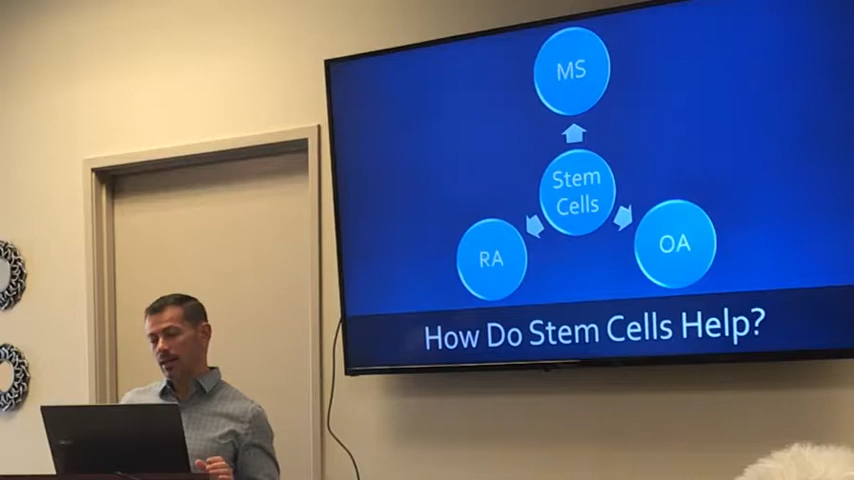 MS
Stem
Cells
RA
OA
How Do Stem Cells Help?